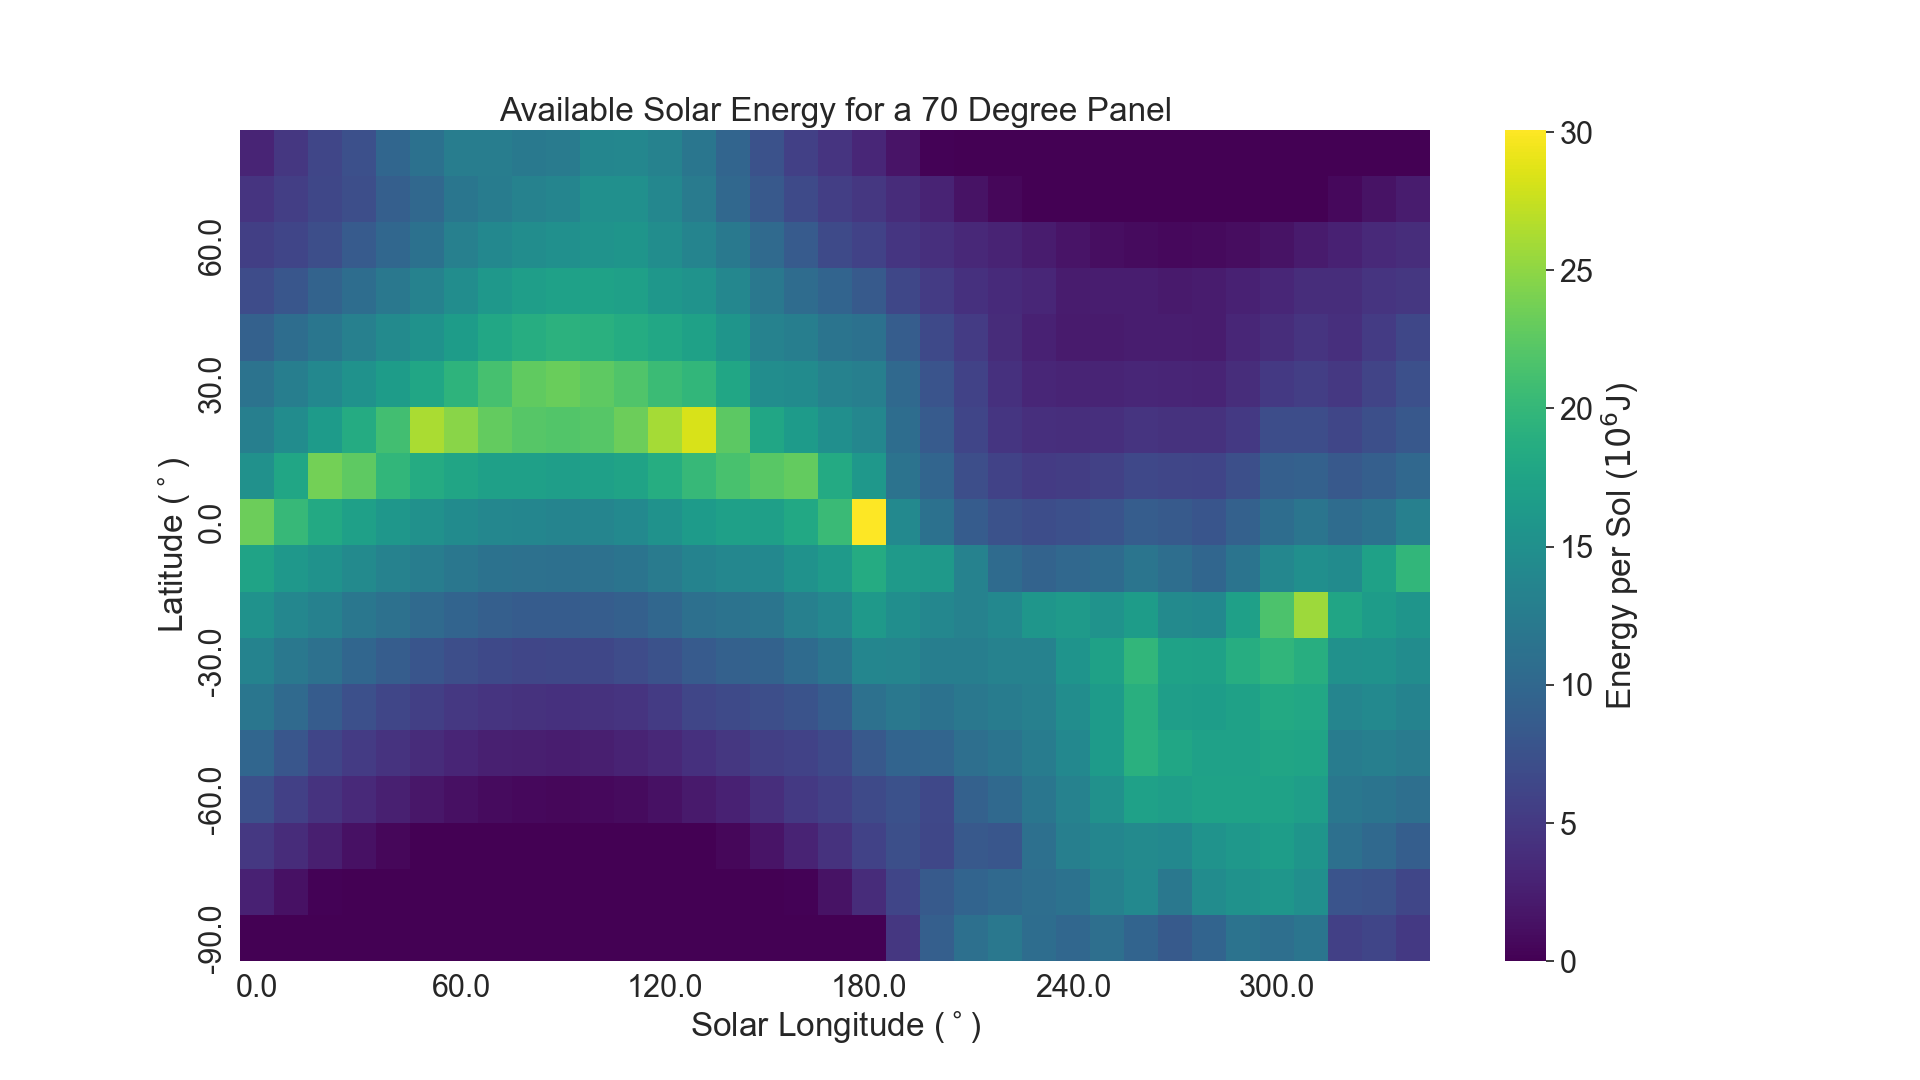 Available Solar Energy for a 70 Degree Panel
Latitude (°)
60.0
30.0
0.0
-30.0
-60.0
-90.0
0.0 60.0 120.0 180.0 240.0 300.0
Solar Longitude (°)
30
25
20
15
10
5
0
Energy per Sol (10⁶J)